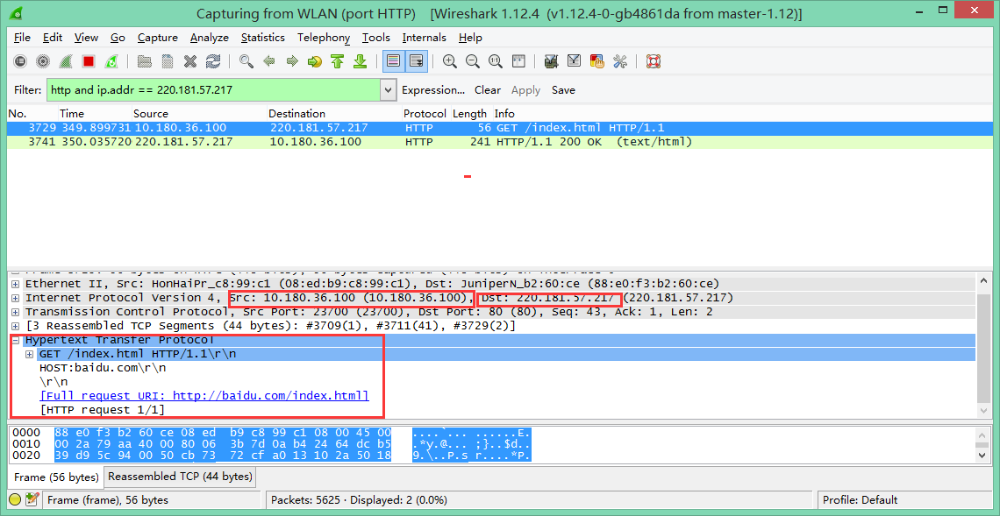 Capturing from WLAN (port HTTP) [Wireshark 1.12.4 (v1.12.4-0-gb4861da from master-1.12)]
File Edit View Go Capture Analyze Statistics Telephony Tools Internals Help
Filter: http and ip.addr == 220.181.57.217 Expression... Clear Apply Save
No. Time Source Destination Protocol Length Info
3729 349.899731 10.180.36.100 220.181.57.217 HTTP 56 GET /index.html HTTP/1.1
3741 350.035720 220.181.57.217 10.180.36.100 HTTP 241 HTTP/1.1 200 OK (text/html)
Ethernet II, Src: HonHaiPr_c8:99:c1 (08:ed:b9:c8:99:c1), Dst: JuniperN_b2:60:ce (88:e0:f3:b2:60:ce)
Internet Protocol Version 4, Src: 10.180.36.100 (10.180.36.100), Dst: 220.181.57.217 (220.181.57.217)
Transmission Control Protocol, Src Port: 23700 (23700), Dst Port: 80 (80), Seq: 43, Ack: 1, Len: 2
[3 Reassembled TCP Segments (44 bytes): #3709(1), #3711(41), #3729(2)]
Hypertext Transfer Protocol
GET /index.html HTTP/1.1\r\n
HOST:baidu.com\r\n
\r\n
[Full request URI: http://baidu.com/index.html]
[HTTP request 1/1]
0000 88 e0 f3 b2 60 ce 08 ed b9 c8 99 c1 08 00 45 00 ....`... ......E.
0010 00 2a 79 aa 40 00 80 06 3b 7d 0a b4 24 64 dc b5 .*y.@... ;}..$d..
0020 39 d9 5c 94 00 50 cb 73 72 cf a0 13 10 2a 50 18 9.\..P.s r....*P.
Frame (56 bytes) Reassembled TCP (44 bytes)
Frame (frame), 56 bytes Packets: 5625 · Displayed: 2 (0.0%) Profile: Default